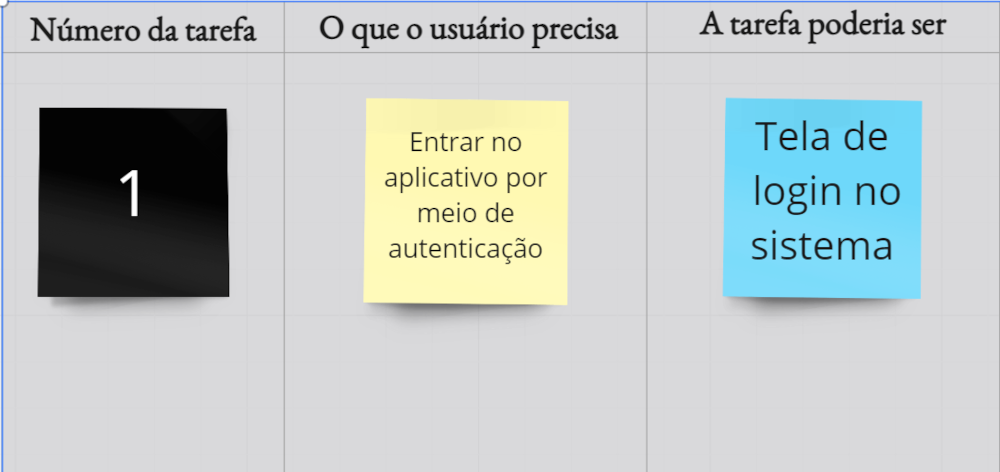 Número da tarefa
O que o usuário precisa
A tarefa poderia ser
1
Entrar no
aplicativo por
meio de
autenticação
Tela de
login no
sistema